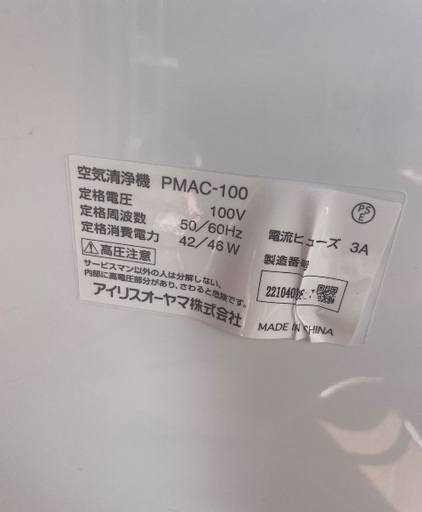 空気清浄機 PMAC-100
定格電圧 100V
定格周波数 50/60Hz
定格消費電力 42/46 W
高圧注意
サービスマン以外の人は分解しない。
内部に高電圧部分があり、さわると危険です。
アイリスオーヤマ株式会社
PS
E
電流ヒューズ 3A
製造番号
MADE IN CHINA